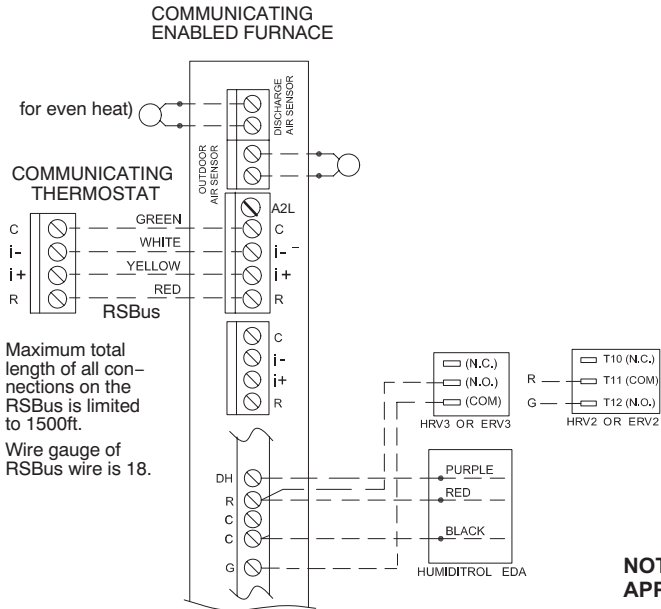 COMMUNICATING
ENABLED FURNACE
for even heat)
DISCHARGE
AIR SENSOR
OUTDOOR
AIR SENSOR
COMMUNICATING
THERMOSTAT
A2L
C
GREEN
C
i-
WHITE
i-
i+
YELLOW
i+
R
RED
R
RSBus
Maximum total
length of all con-
nections on the
RSBus is limited
to 1500ft.
Wire gauge of
RSBus wire is 18.
C
i-
i+
R
(N.C.)
(N.O.)
(COM)
HRV3 OR ERV3
T10 (N.C.)
R
T11 (COM)
G
T12 (N.O.)
HRV2 OR ERV2
DH
PURPLE
R
RED
C
C
BLACK
G
HUMIDITROL EDA
NOT
APP